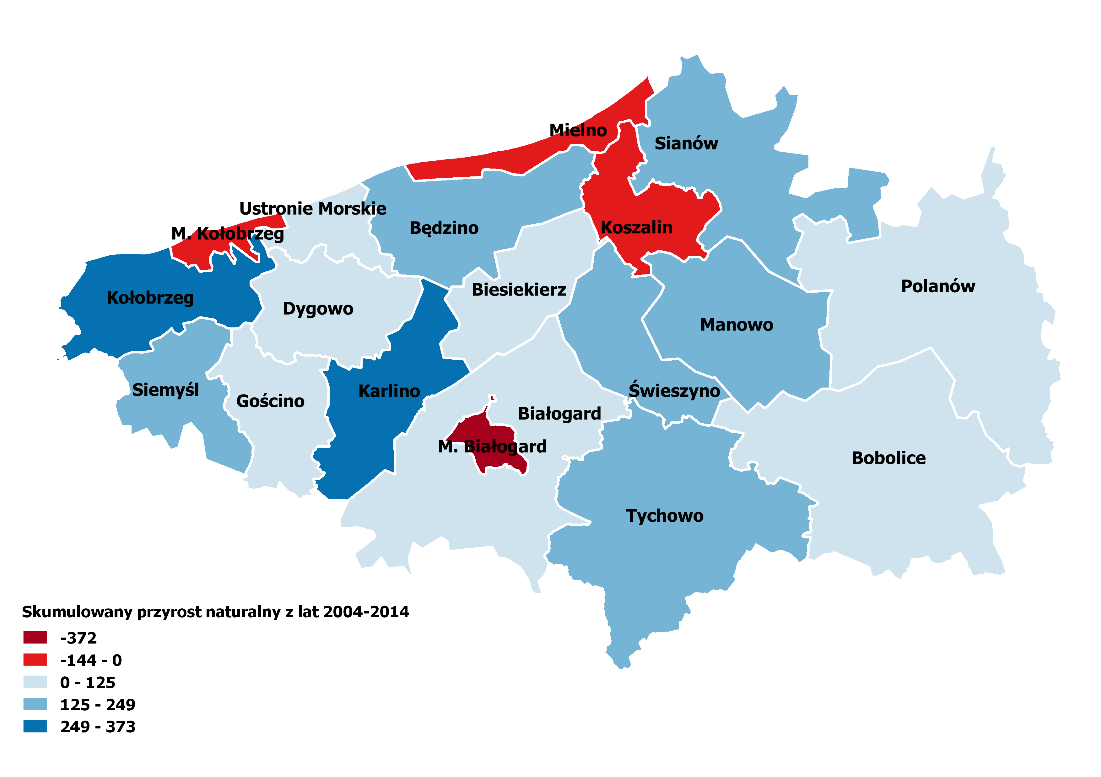 Mielno
Sianów
Ustronie Morskie
M. Kołobrzeg
Będzino
Koszalin
Kołobrzeg
Dygowo
Biesiekierz
Polanów
Manowo
Siemyśl
Gościno
Karlino
Świeszyno
Białogard
M. Białogard
Bobolice
Tychowo
Skumulowany przyrost naturalny z lat 2004-2014
-372
-144 - 0
0 - 125
125 - 249
249 - 373